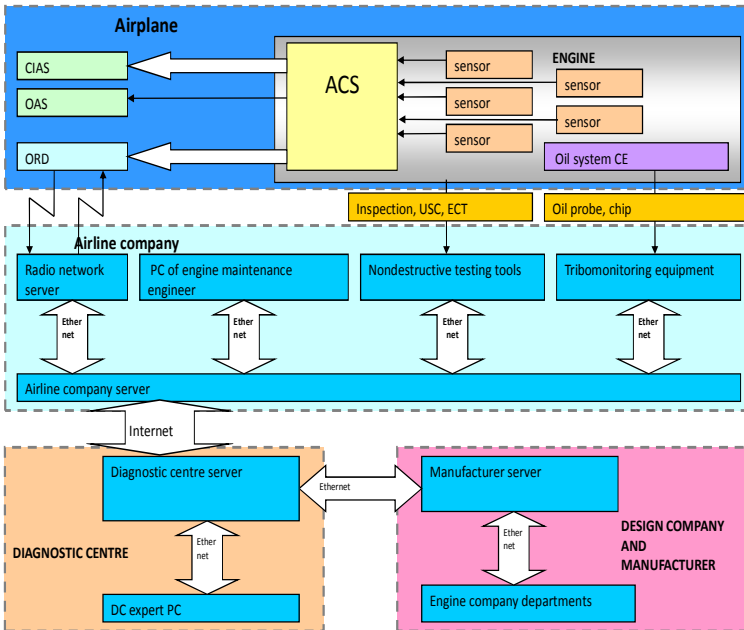 Airplane
CIAS
OAS
ORD
ACS
sensor
sensor
sensor
ENGINE
sensor
sensor
Oil system CE
Inspection, USC, ECT
Oil probe, chip
Airline company
Radio network
server
PC of engine maintenance
engineer
Nondestructive testing tools
Tribomonitoring equipment
Ether
net
Ether
net
Ether
net
Ether
net
Airline company server
Internet
Diagnostic centre server
Ethernet
Manufacturer server
DIAGNOSTIC CENTRE
Ether
net
Ether
net
DESIGN COMPANY
AND
MANUFACTURER
DC expert PC
Engine company departments